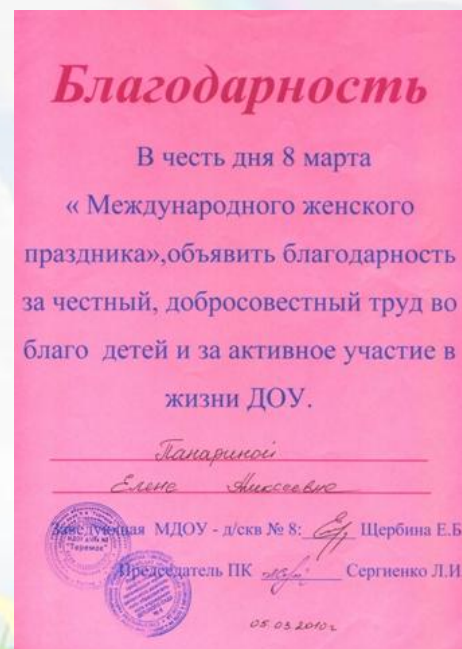 Благодарность
В честь дня 8 марта
« Международного женского
праздника»,объявить благодарность
за честный, добросовестный труд во
благо детей и за активное участие в
жизни ДОУ.
Панариной
Елене Алексеевне
Заведующая МДОУ - д/скв № 8: Щербина Е.Б
"Теремок"
Председатель ПК Сергиенко Л.И
05.03.2010г